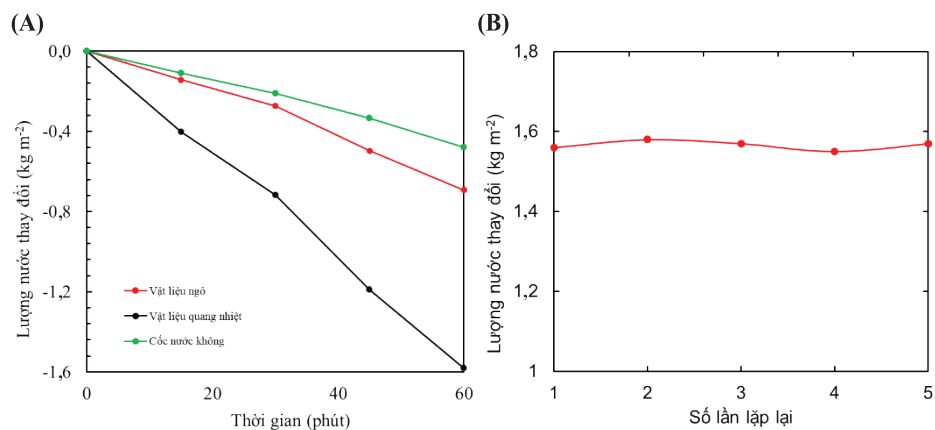 (A)
Lượng nước thay đổi (kg m-2)
0,0
-0,4
-0,8
-1,2
-1,6
Vật liệu ngô
Vật liệu quang nhiệt
Cốc nước không
0 20 40 60
Thời gian (phút)
(B)
Lượng nước thay đổi (kg m-2)
1,8
1,6
1,4
1,2
1
1 2 3 4 5
Số lần lặp lại